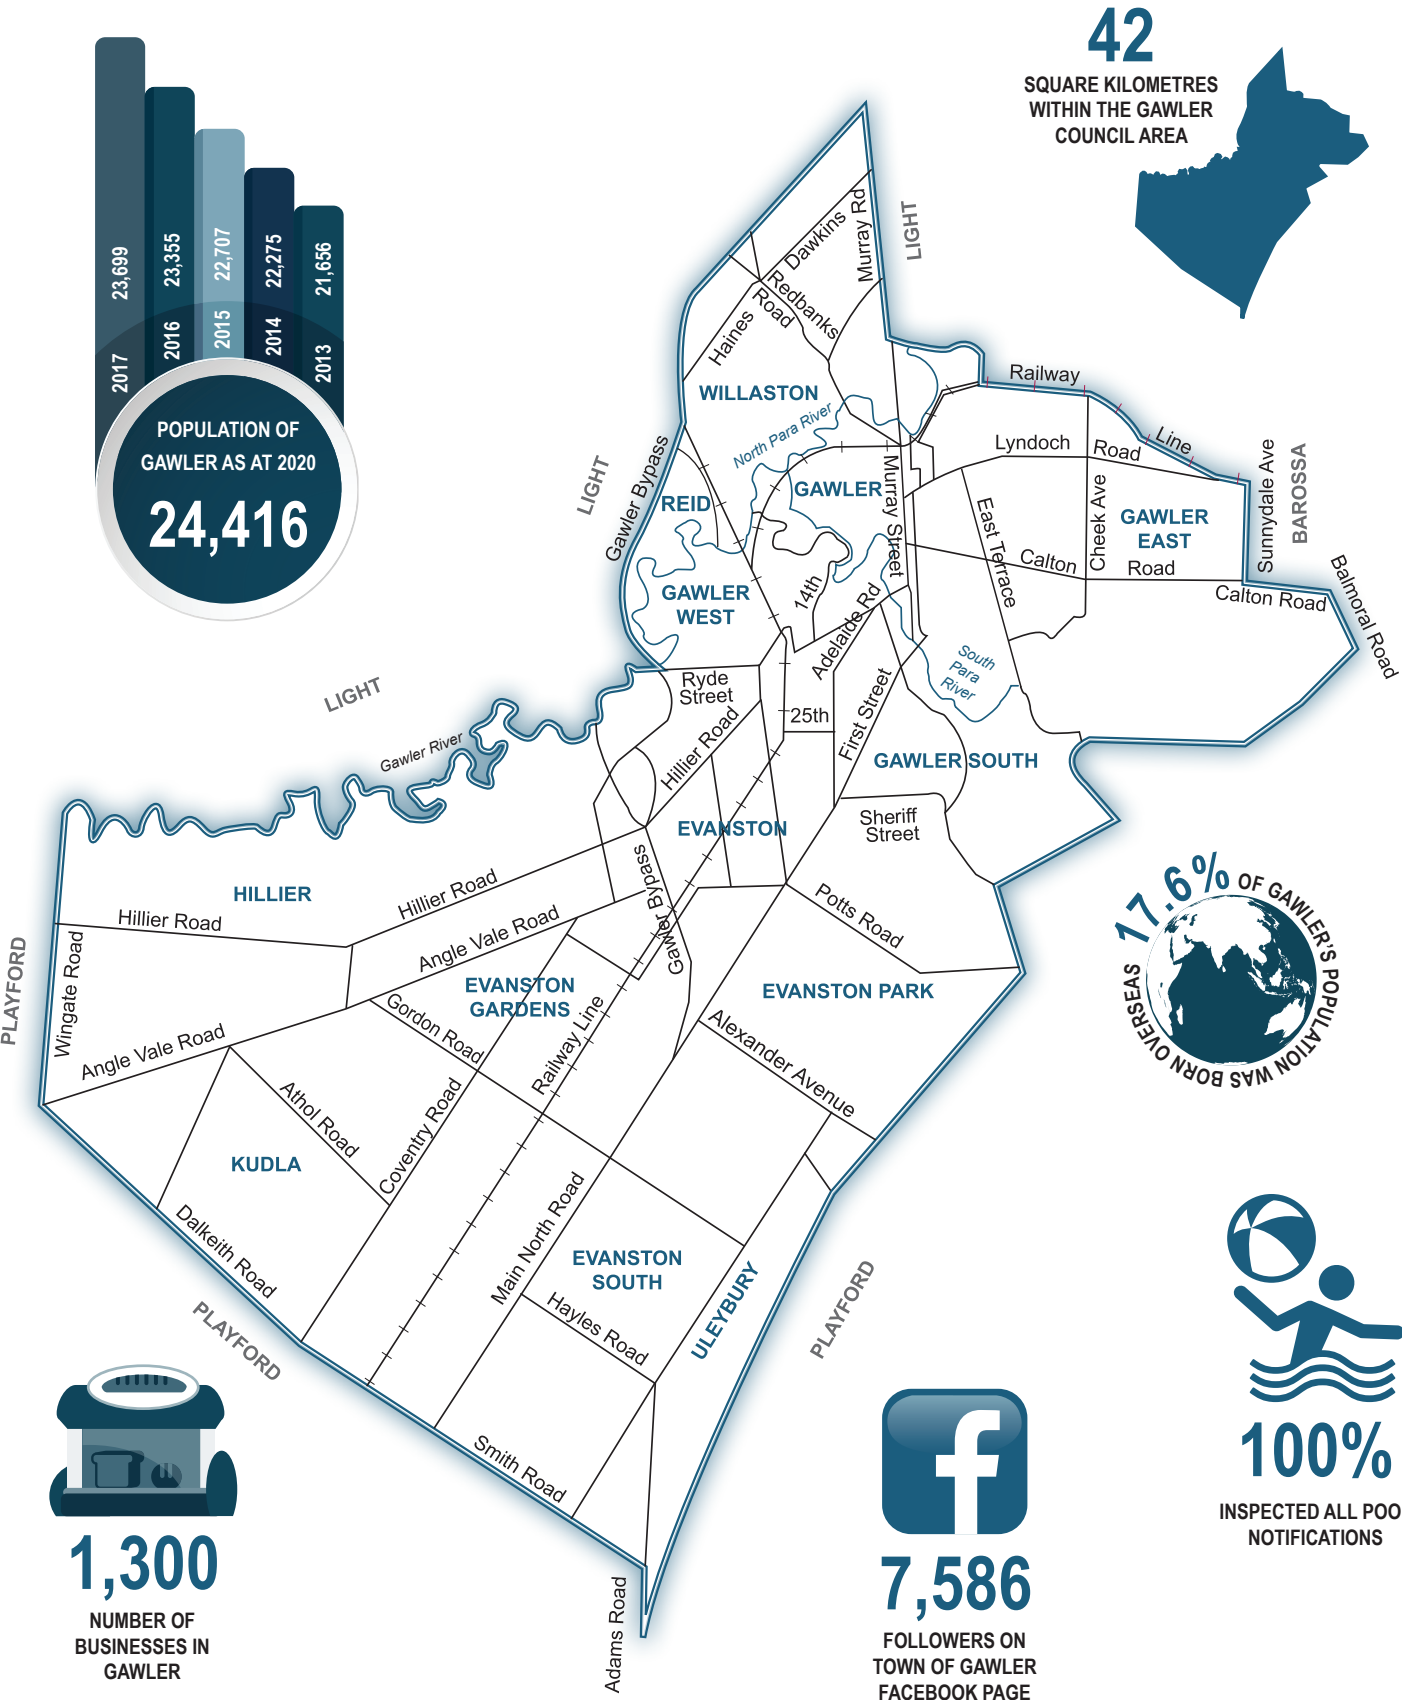 23,699
2017
23,355
2016
22,707
2015
22,275
2014
21,656
2013
POPULATION OF
GAWLER AS AT 2020
24,416
42
SQUARE KILOMETRES
WITHIN THE GAWLER
COUNCIL AREA
LIGHT
Dawkins
Murray Rd
Redbanks
Road
Haines
WILLASTON
North Para River
Railway
Line
Lyndoch
Road
Sunnydale Ave
BAROSSA
LIGHT
Gawler Bypass
REID
GAWLER
Murray Street
East Terrace
Cheek Ave
GAWLER
EAST
Calton
Road
Calton Road
Balmoral Road
GAWLER
WEST
14th
Adelaide Rd
South
Para
River
LIGHT
Gawler River
Ryde
Street
Hillier Road
25th
First Street
GAWLER SOUTH
EVANSTON
Sheriff
Street
HILLIER
Hillier Road
Hillier Road
Gawler Bypass
Potts Road
PLAYFORD
Wingate Road
Angle Vale Road
Angle Vale Road
EVANSTON
GARDENS
Gordon Road
Railway Line
EVANSTON PARK
Alexander Avenue
17.6% OF GAWLER'S POPULATION WAS BORN OVERSEAS
Athol Road
Coventry Road
KUDLA
Dalkeith Road
Main North Road
EVANSTON
SOUTH
Hayles Road
ULEYBURY
PLAYFORD
PLAYFORD
Smith Road
Adams Road
1,300
NUMBER OF
BUSINESSES IN
GAWLER
f
7,586
FOLLOWERS ON
TOWN OF GAWLER
FACEBOOK PAGE
100%
INSPECTED ALL POO
NOTIFICATIONS